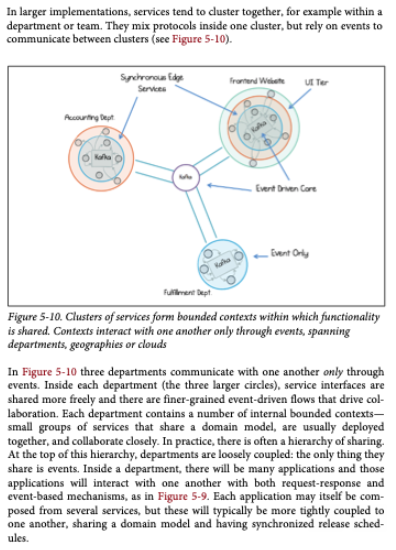 In larger implementations, services tend to cluster together, for example within a
department or team. They mix protocols inside one cluster, but rely on events to
communicate between clusters (see Figure 5-10).
Synchronous Edge
Services
Frontend Website
UI Tier
Accounting Dept.
Kafka
Kafka
Kafka
Event Driven Core
Kafka
Event Only
Fulfillment Dept
Figure 5-10. Clusters of services form bounded contexts within which functionality
is shared. Contexts interact with one another only through events, spanning
departments, geographies or clouds
In Figure 5-10 three departments communicate with one another only through
events. Inside each department (the three larger circles), service interfaces are
shared more freely and there are finer-grained event-driven flows that drive col-
laboration. Each department contains a number of internal bounded contexts—
small groups of services that share a domain model, are usually deployed
together, and collaborate closely. In practice, there is often a hierarchy of sharing.
At the top of this hierarchy, departments are loosely coupled: the only thing they
share is events. Inside a department, there will be many applications and those
applications will interact with one another with both request-response and
event-based mechanisms, as in Figure 5-9. Each application may itself be com-
posed from several services, but these will typically be more tightly coupled to
one another, sharing a domain model and having synchronized release sched-
ules.